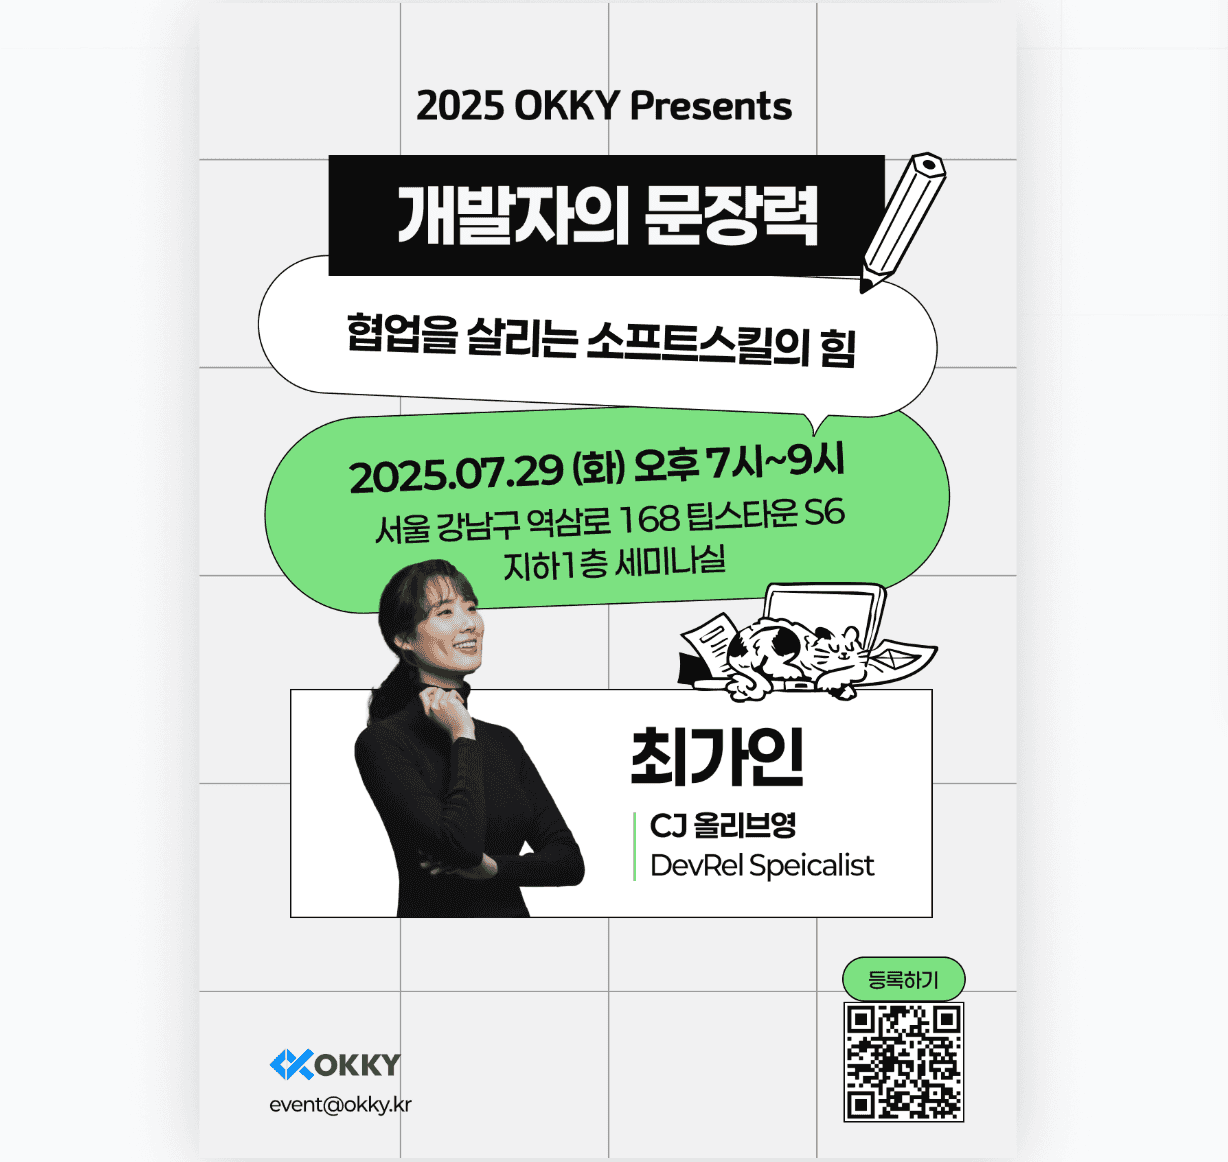 2025 OKKY Presents
개발자의 문장력
협업을 살리는 소프트스킬의 힘
2025.07.29 (화) 오후 7시~9시
서울 강남구 역삼로 168 팁스타운 S6
지하1층 세미나실
최가인
CJ 올리브영
DevRel Speicalist
등록하기
OKKY
event@okky.kr